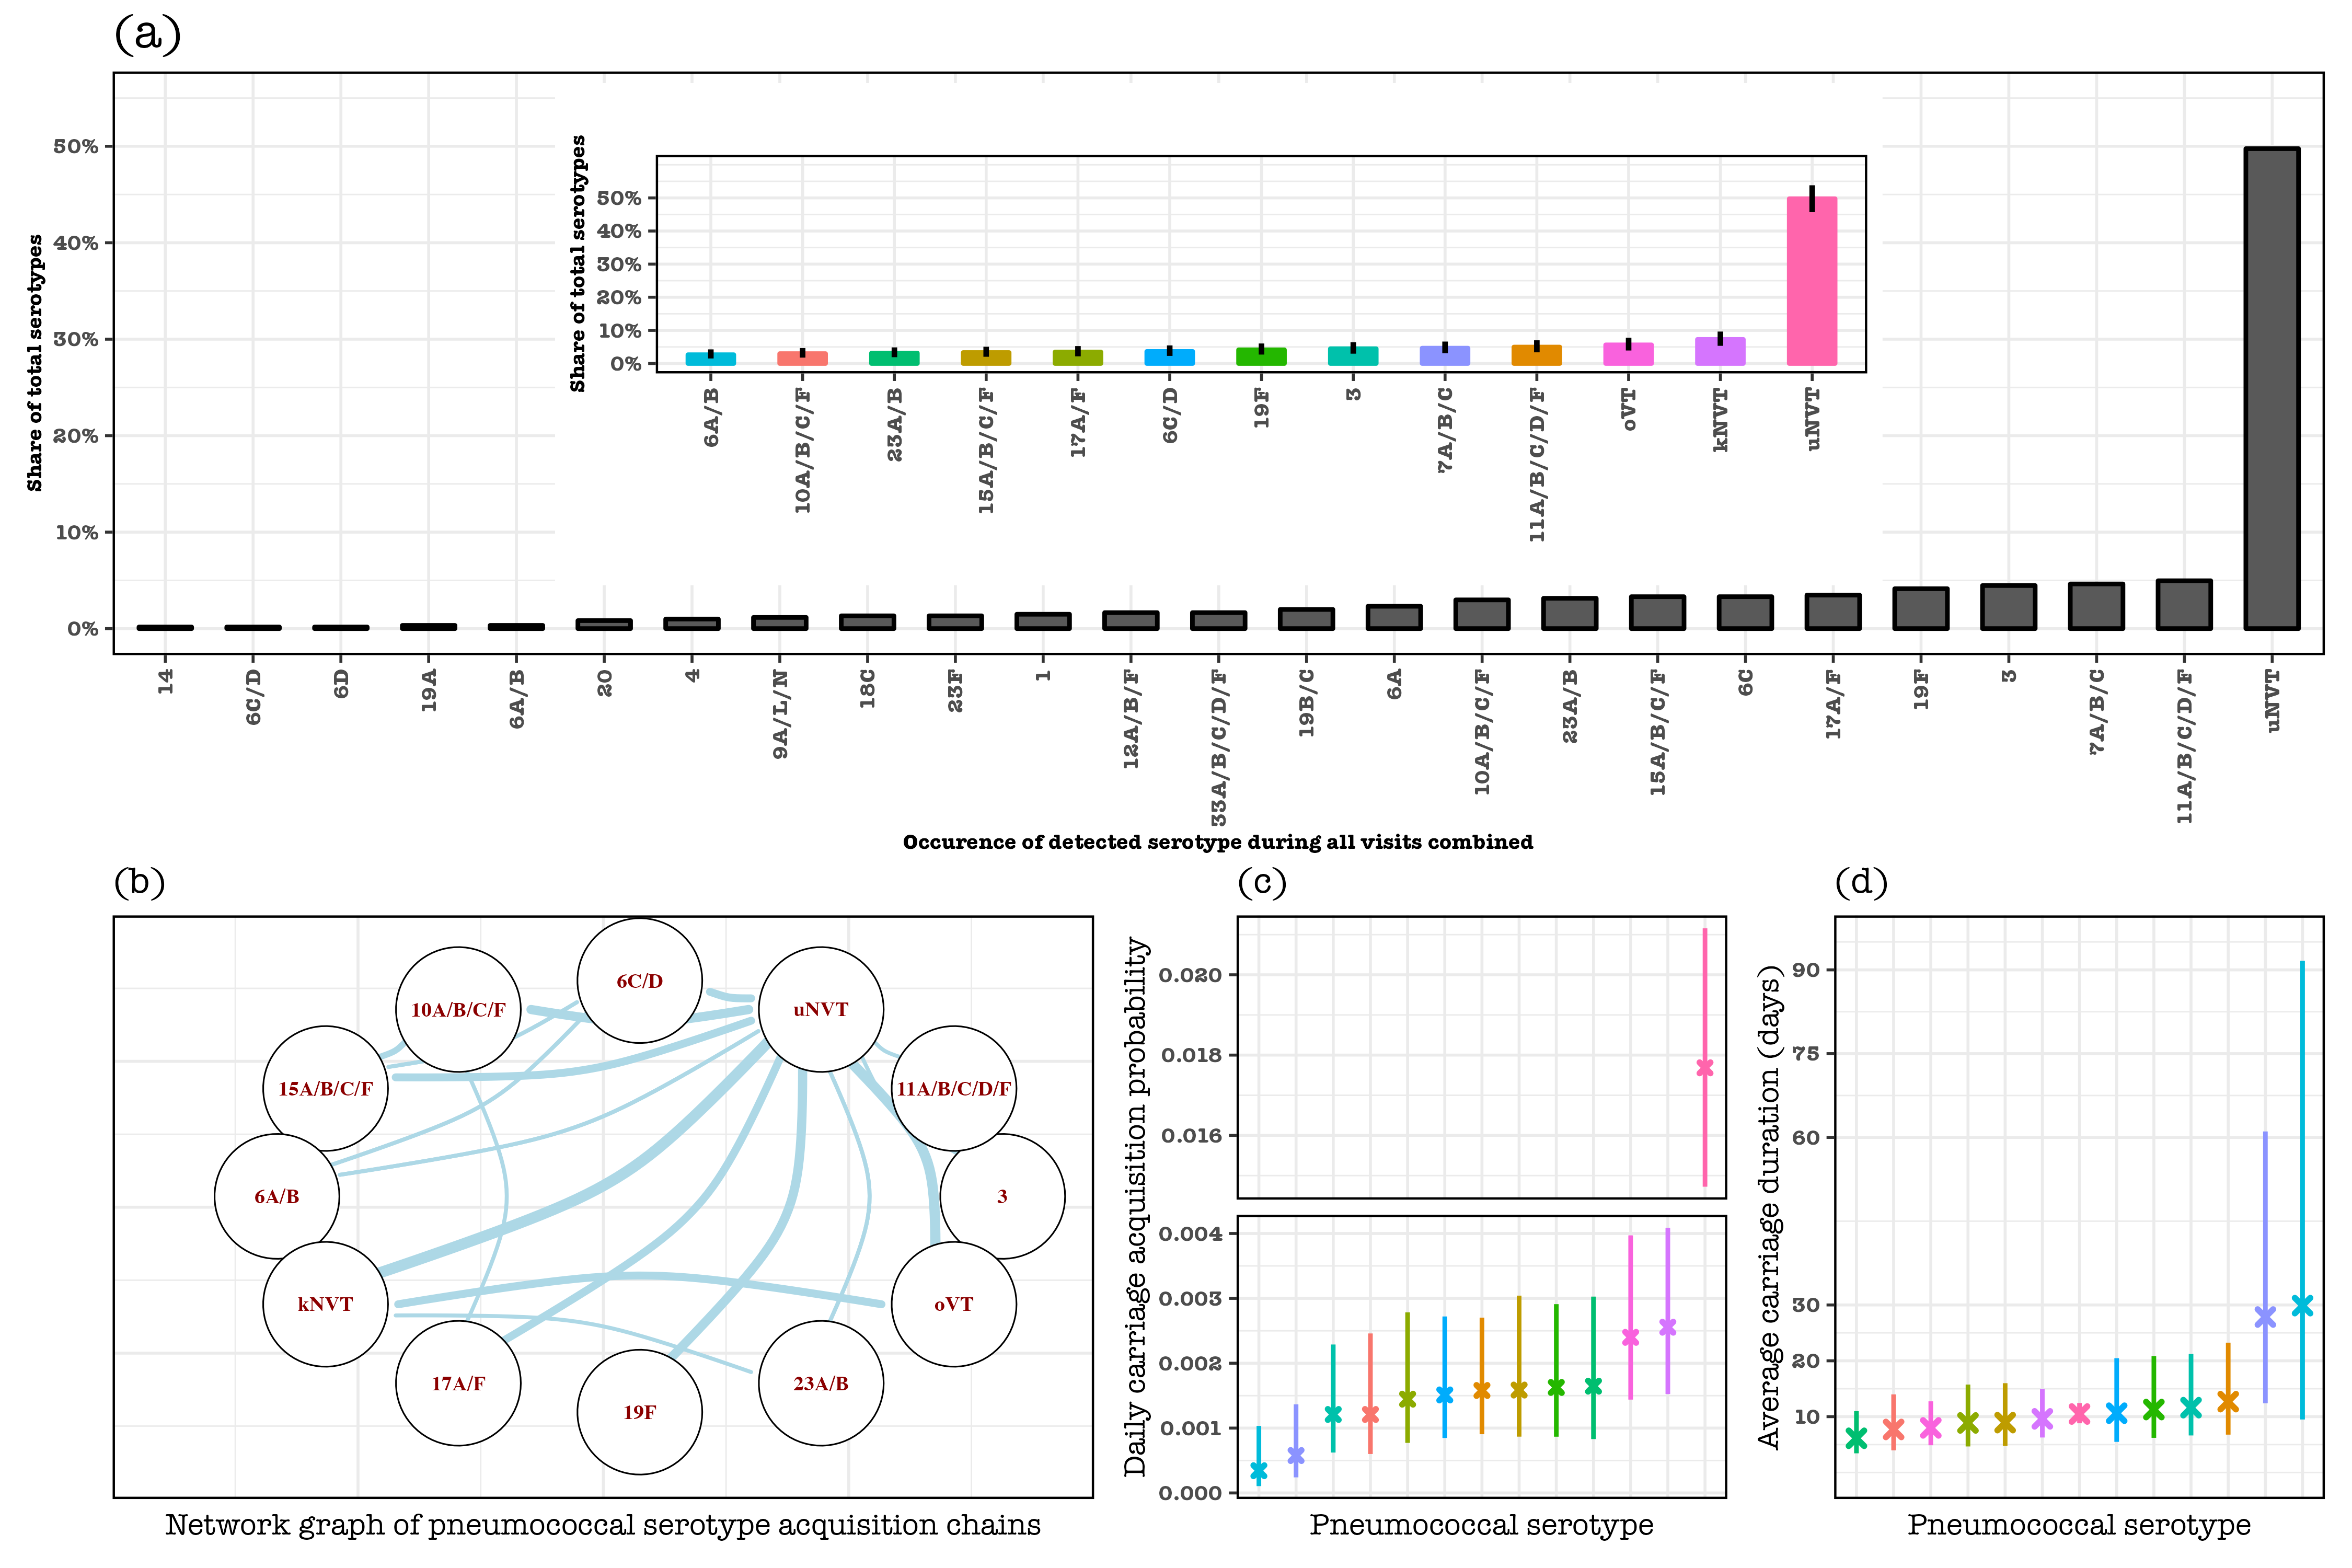 (a)
Share of total serotypes
50%
40%
30%
20%
10%
0%
Share of total serotypes
50%
40%
30%
20%
10%
0%
6A/B
10A/B/C/F
23A/B
15A/B/C/F
17A/F
6C/D
19F
3
7A/B/C
11A/B/C/D/F
oVT
kNVT
uNVT
14
6C/D
6D
19A
6A/B
20
4
9A/L/N
18C
23F
1
12A/B/F
33A/B/C/D/F
19B/C
6A
10A/B/C/F
23A/B
15A/B/C/F
6C
17A/F
19F
3
7A/B/C
11A/B/C/D/F
uNVT
Occurence of detected serotype during all visits combined
(b)
6C/D
10A/B/C/F
uNVT
15A/B/C/F
11A/B/C/D/F
6A/B
3
kNVT
oVT
17A/F
23A/B
19F
Network graph of pneumococcal serotype acquisition chains
(c)
Daily carriage acquisition probability
0.020
0.018
0.016
0.004
0.003
0.002
0.001
0.000
Pneumococcal serotype
(d)
Average carriage duration (days)
90
75
60
30
20
10
Pneumococcal serotype